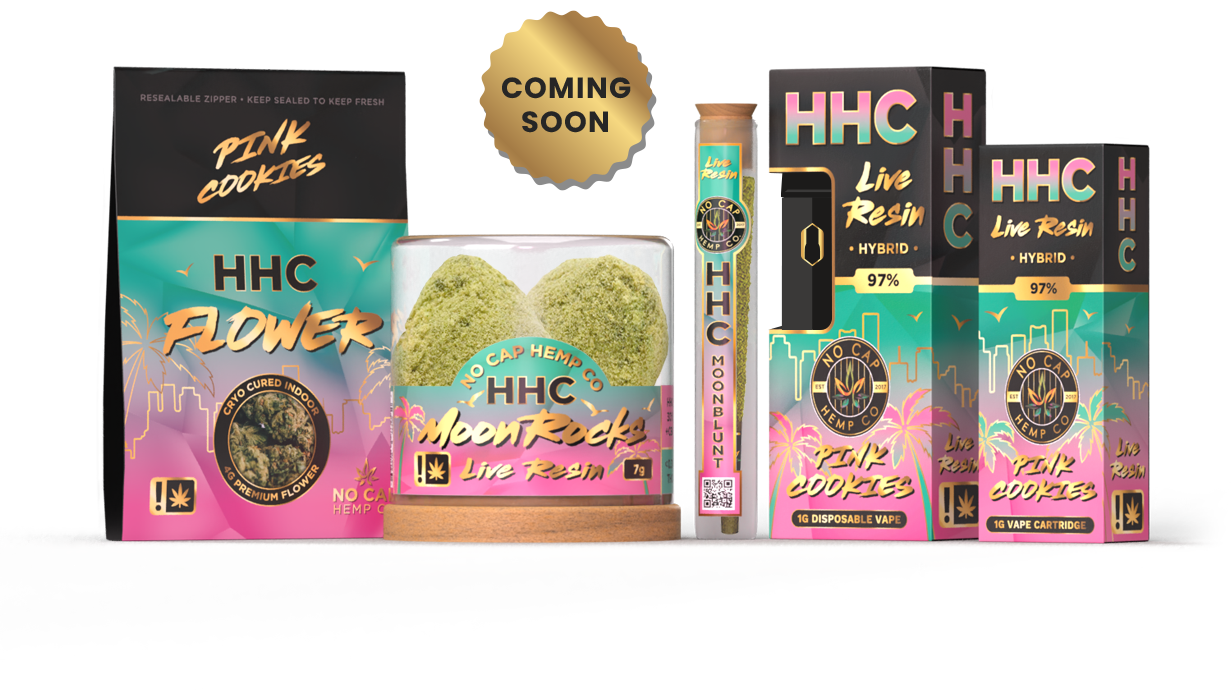 COMING
SOON
RESEALABLE ZIPPER • KEEP SEALED TO KEEP FRESH
PINK
COOKIES
HHC
FLOWER
CRYO CURED INDOOR
4G PREMIUM FLOWER
NO CA
HEMP C
NO CAP HEMP CO
HHC
Moon Rocks
Live Resin
7g
Live
Resin
NO CAP
HEMP CO.
HHC
MOONBLUNT
HHC
Live
Resin
• HYBRID •
97%
NO CAP
EST 2017
HEMP CO.
PINK
COOKIES
1G DISPOSABLE VAPE
HHC
Live
Resin
HHC
Live Resin
• HYBRID •
97%
NO CAP
EST 2017
HEMP CO.
PINK
COOKIES
1G VAPE CARTRIDGE
HHC
Live
Resin